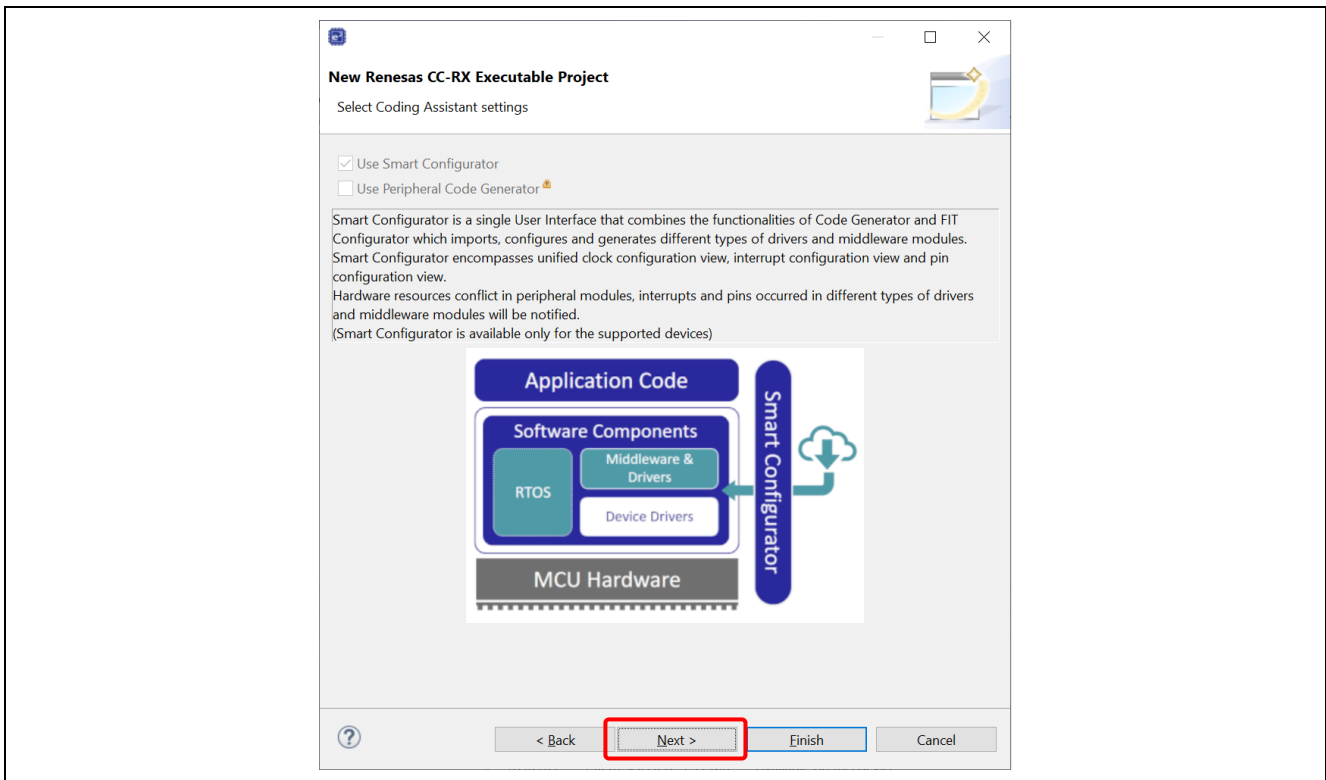 New Renesas CC-RX Executable Project
Select Coding Assistant settings
Use Smart Configurator
Use Peripheral Code Generator
Smart Configurator is a single User Interface that combines the functionalities of Code Generator and FIT
Configurator which imports, configures and generates different types of drivers and middleware modules.
Smart Configurator encompasses unified clock configuration view, interrupt configuration view and pin
configuration view.
Hardware resources conflict in peripheral modules, interrupts and pins occurred in different types of drivers
and middleware modules will be notified.
(Smart Configurator is available only for the supported devices)
Application Code
Software Components
RTOS
Middleware &
Drivers
Device Drivers
MCU Hardware
Smart Configurator
?
< Back
Next >
Finish
Cancel